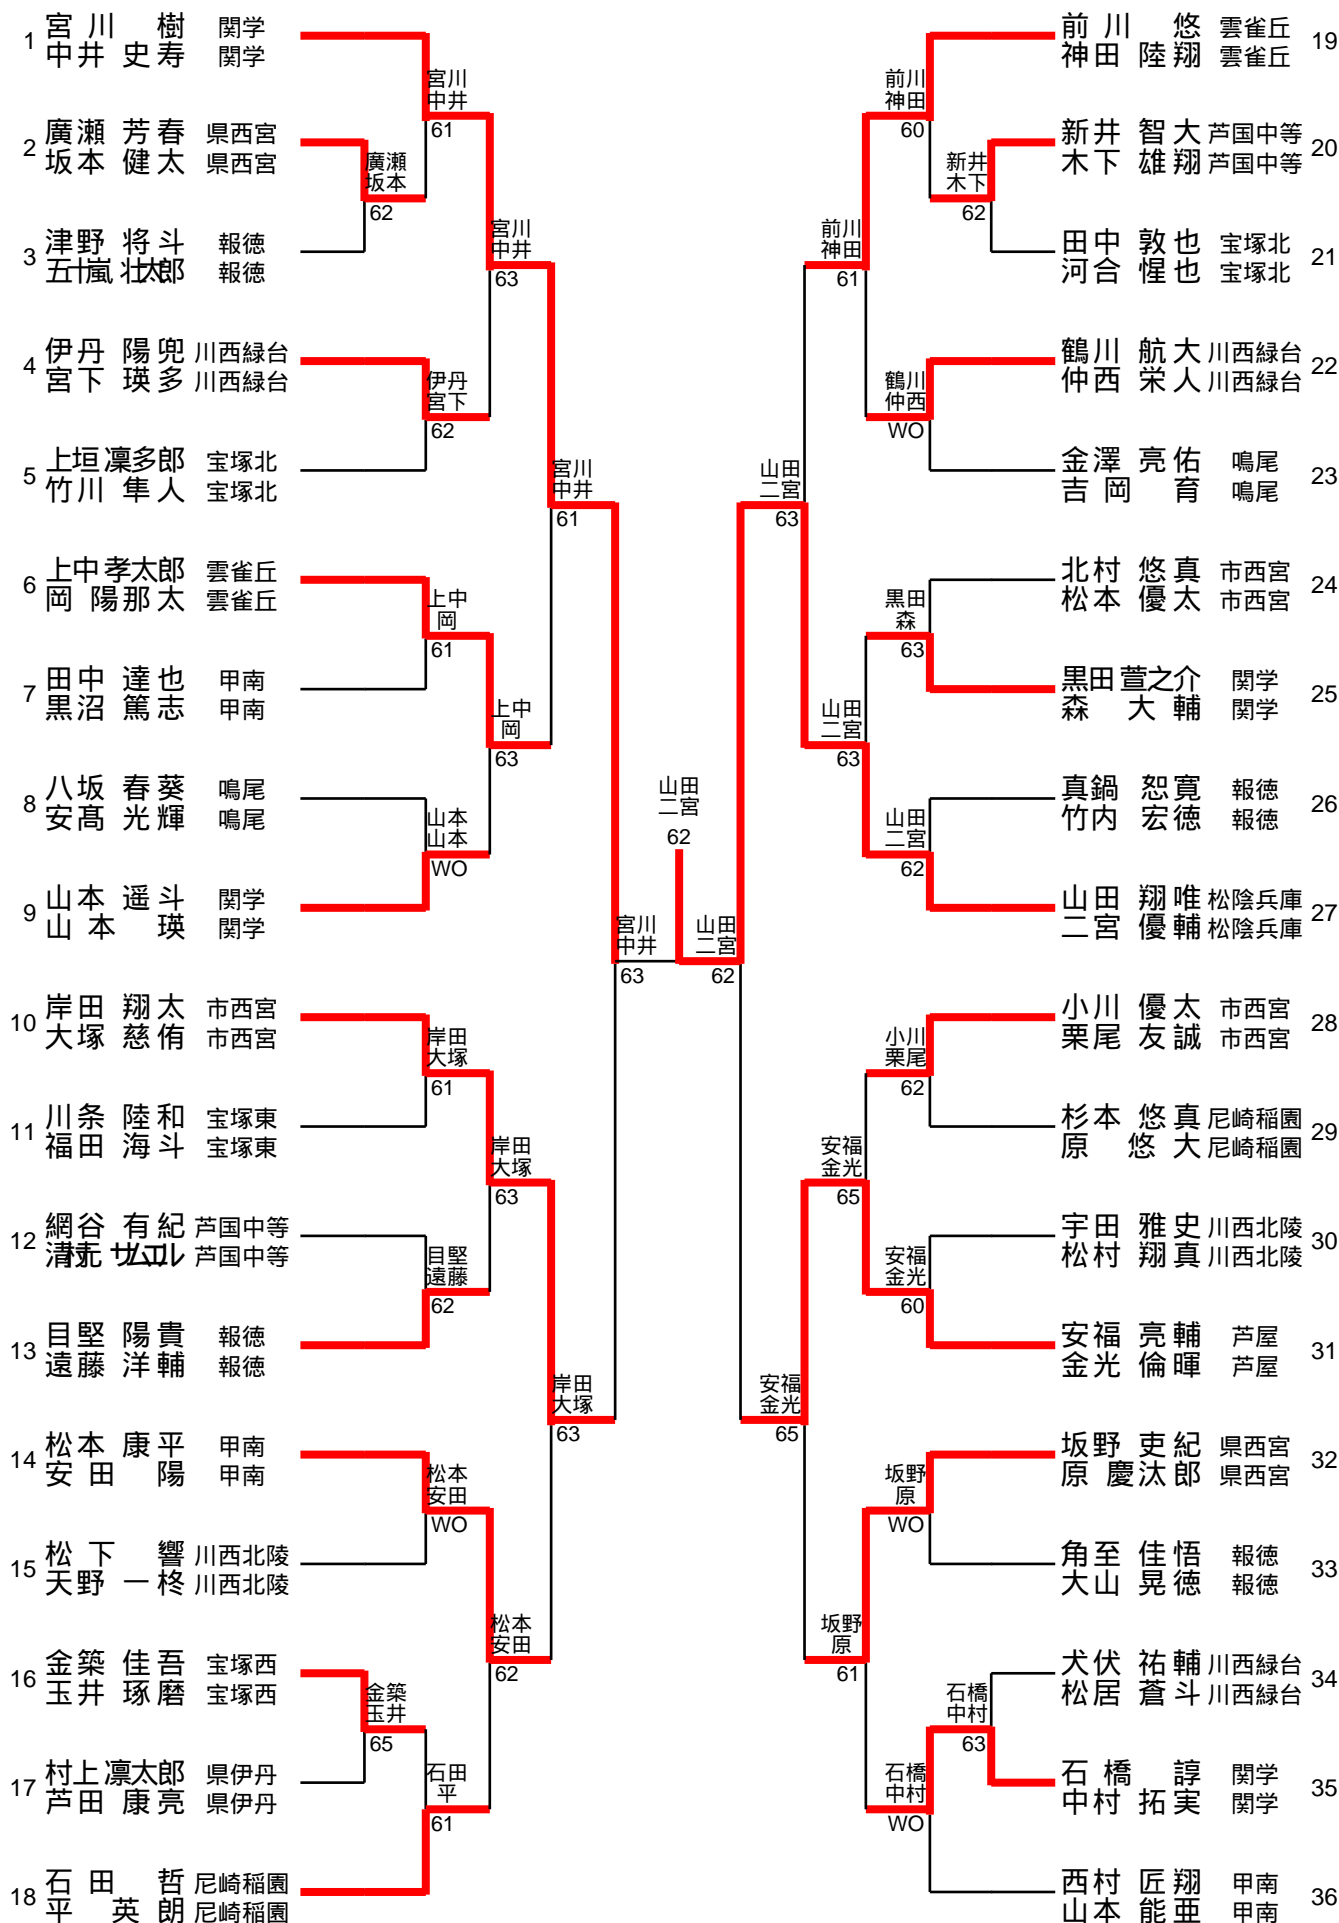 1 宮川 樹 関学
中井 史寿 関学
2 廣瀬 芳春 県西宮
坂本 健太 県西宮
3 津野 将斗 報徳
五十嵐 壮太郎 報徳
4 伊丹 陽兜 川西緑台
宮下 瑛多 川西緑台
5 上垣 凜多郎 宝塚北
竹川 隼人 宝塚北
6 上中 孝太郎 雲雀丘
岡 陽那太 雲雀丘
7 田中 達也 甲南
黒沼 篤志 甲南
8 八坂 春葵 鳴尾
安髙 光輝 鳴尾
9 山本 遥斗 関学
山本 瑛 関学
10 岸田 翔太 市西宮
大塚 慈侑 市西宮
11 川条 陸和 宝塚東
福田 海斗 宝塚東
12 網谷 有紀 芦国中等
サムエル 芦国中等
13 目堅 陽貴 報徳
遠藤 洋輔 報徳
14 松本 康平 甲南
安田 陽 甲南
15 松下 響 川西北陵
天野 一柊 川西北陵
16 金築 佳吾 宝塚西
玉井 琢磨 宝塚西
17 村上 凛太郎 県伊丹
芦田 康亮 県伊丹
18 石田 哲 尼崎稲園
平 英朗 尼崎稲園
廣瀬
坂本
62
金築
玉井
65
宮川
中井
61
伊丹
宮下
62
上中
岡
61
山本
山本
WO
岸田
大塚
61
目堅
遠藤
62
松本
安田
WO
石田
平
61
宮川
中井
63
上中
岡
63
岸田
大塚
63
松本
安田
62
宮川
中井
61
岸田
大塚
63
宮川
中井
63
山田
二宮
62
山田
二宮
62
山田
二宮
63
安福
金光
65
前川
神田
61
山田
二宮
63
安福
金光
65
坂野
原
61
前川
神田
60
鶴川
仲西
WO
黒田
森
63
山田
二宮
62
小川
栗尾
62
安福
金光
60
坂野
原
WO
石橋
中村
WO
新井
木下
62
石橋
中村
63
前川 悠 雲雀丘 19
神田 陸翔 雲雀丘
新井 智大 芦国中等 20
木下 雄翔 芦国中等
田中 敦也 宝塚北 21
河合 惺也 宝塚北
鶴川 航大 川西緑台 22
仲西 栄人 川西緑台
金澤 亮佑 鳴尾 23
吉岡 育 鳴尾
北村 悠真 市西宮 24
松本 優太 市西宮
黒田 萱之介 関学 25
森 大輔 関学
真鍋 恕寛 報徳 26
竹内 宏徳 報徳
山田 翔唯 松陰兵庫 27
二宮 優輔 松陰兵庫
小川 優太 市西宮 28
栗尾 友誠 市西宮
杉本 悠真 尼崎稲園 29
原 悠大 尼崎稲園
宇田 雅史 川西北陵 30
松村 翔真 川西北陵
安福 亮輔 芦屋 31
金光 倫暉 芦屋
坂野 吏紀 県西宮 32
原 慶汰郎 県西宮
角至 佳悟 報徳 33
大山 晃徳 報徳
犬伏 祐輔 川西緑台 34
松居 蒼斗 川西緑台
石橋 諄 関学 35
中村 拓実 関学
西村 匠翔 甲南 36
山本 能亜 甲南